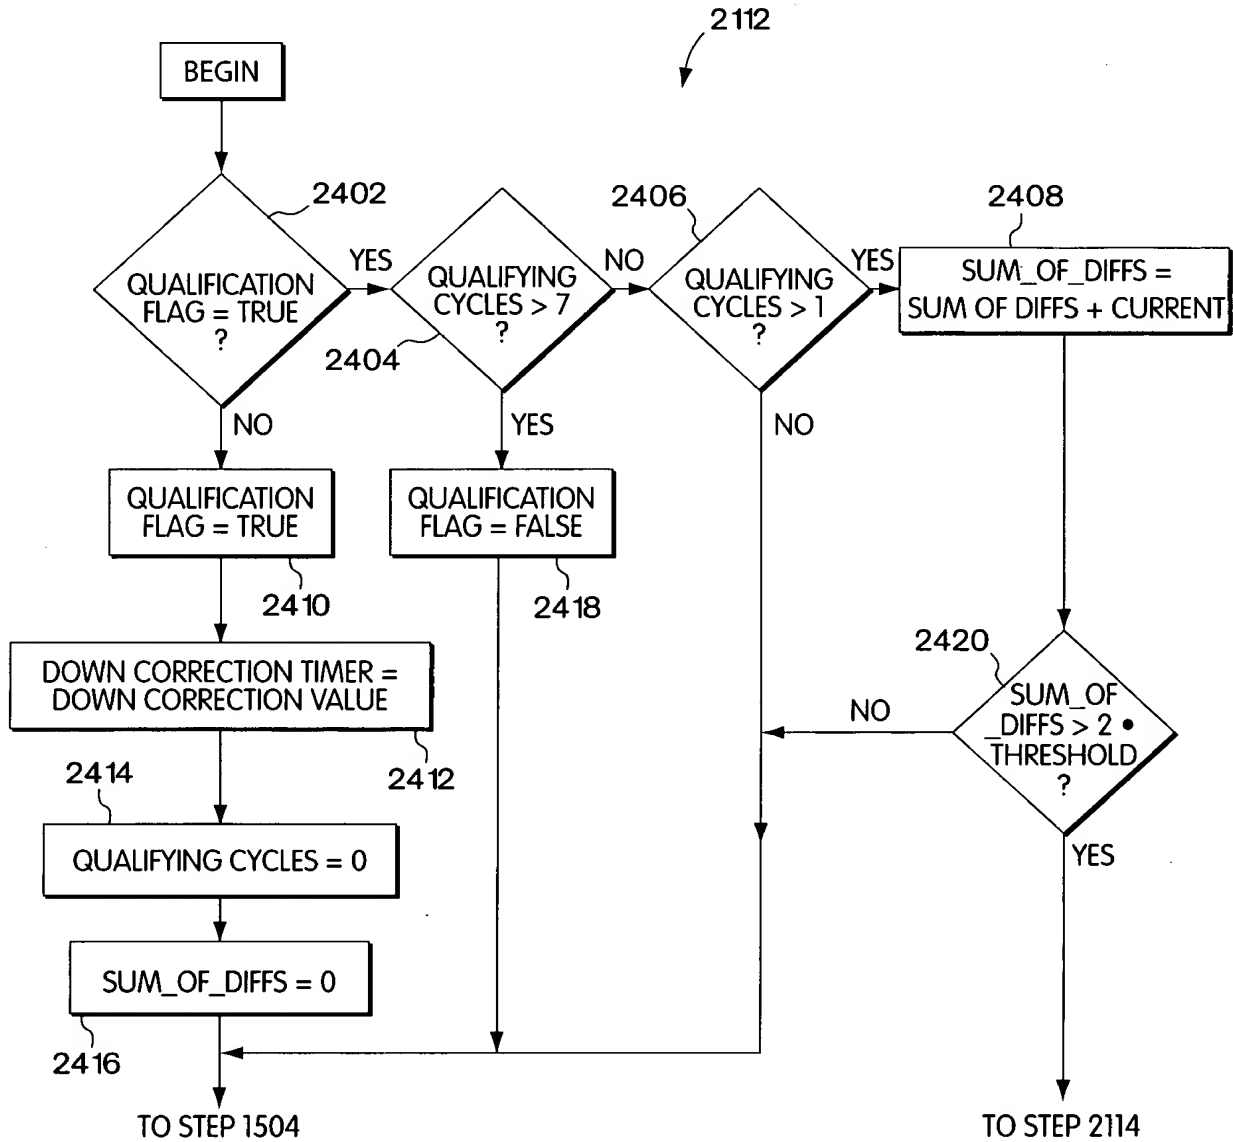 2112
BEGIN
2402
QUALIFICATION
FLAG = TRUE
?
YES
NO
QUALIFYING
CYCLES > 7
?
2404
NO
YES
2406
QUALIFYING
CYCLES > 1
?
YES
NO
2408
SUM_OF_DIFFS =
SUM OF DIFFS + CURRENT
QUALIFICATION
FLAG = TRUE
2410
QUALIFICATION
FLAG = FALSE
2418
DOWN CORRECTION TIMER =
DOWN CORRECTION VALUE
2412
2420
SUM_OF
_DIFFS > 2 •
THRESHOLD
?
NO
YES
2414
QUALIFYING CYCLES = 0
SUM_OF_DIFFS = 0
2416
TO STEP 1504
TO STEP 2114